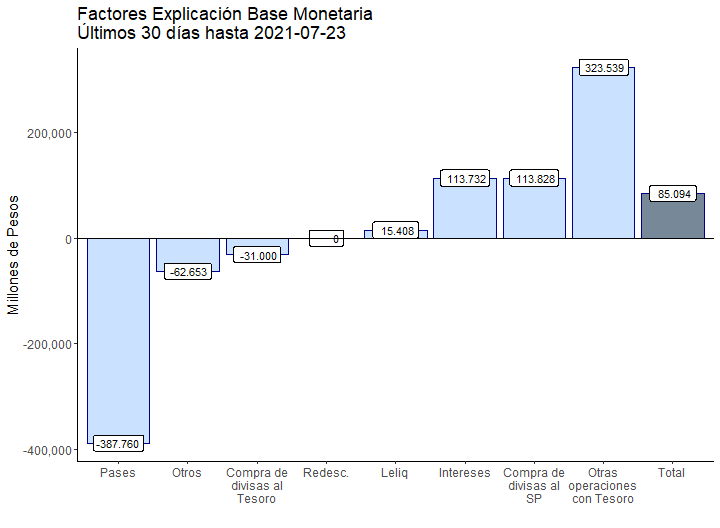 Factores Explicación Base Monetaria
Últimos 30 días hasta 2021-07-23
Millones de Pesos
200,000
0
-200,000
-400,000
-387.760
-62.653
-31.000
0
15.408
113.732
113.828
323.539
85.094
Pases
Otros
Compra de
divisas al
Tesoro
Redesc.
Leliq
Intereses
Compra de
divisas al
SP
Otras
operaciones
con Tesoro
Total